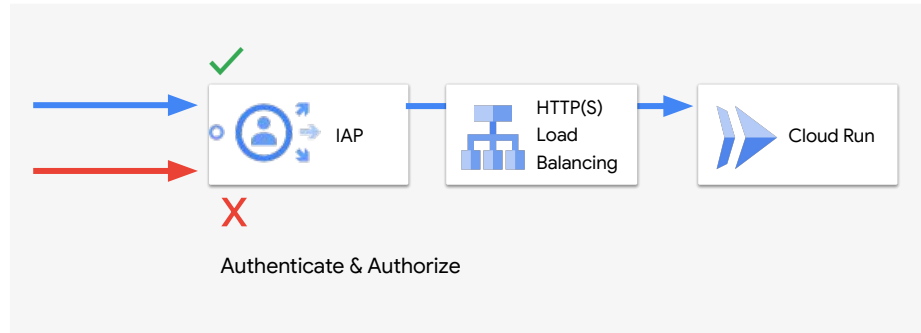 IAP
HTTP(S)
Load
Balancing
Cloud Run
X
Authenticate & Authorize